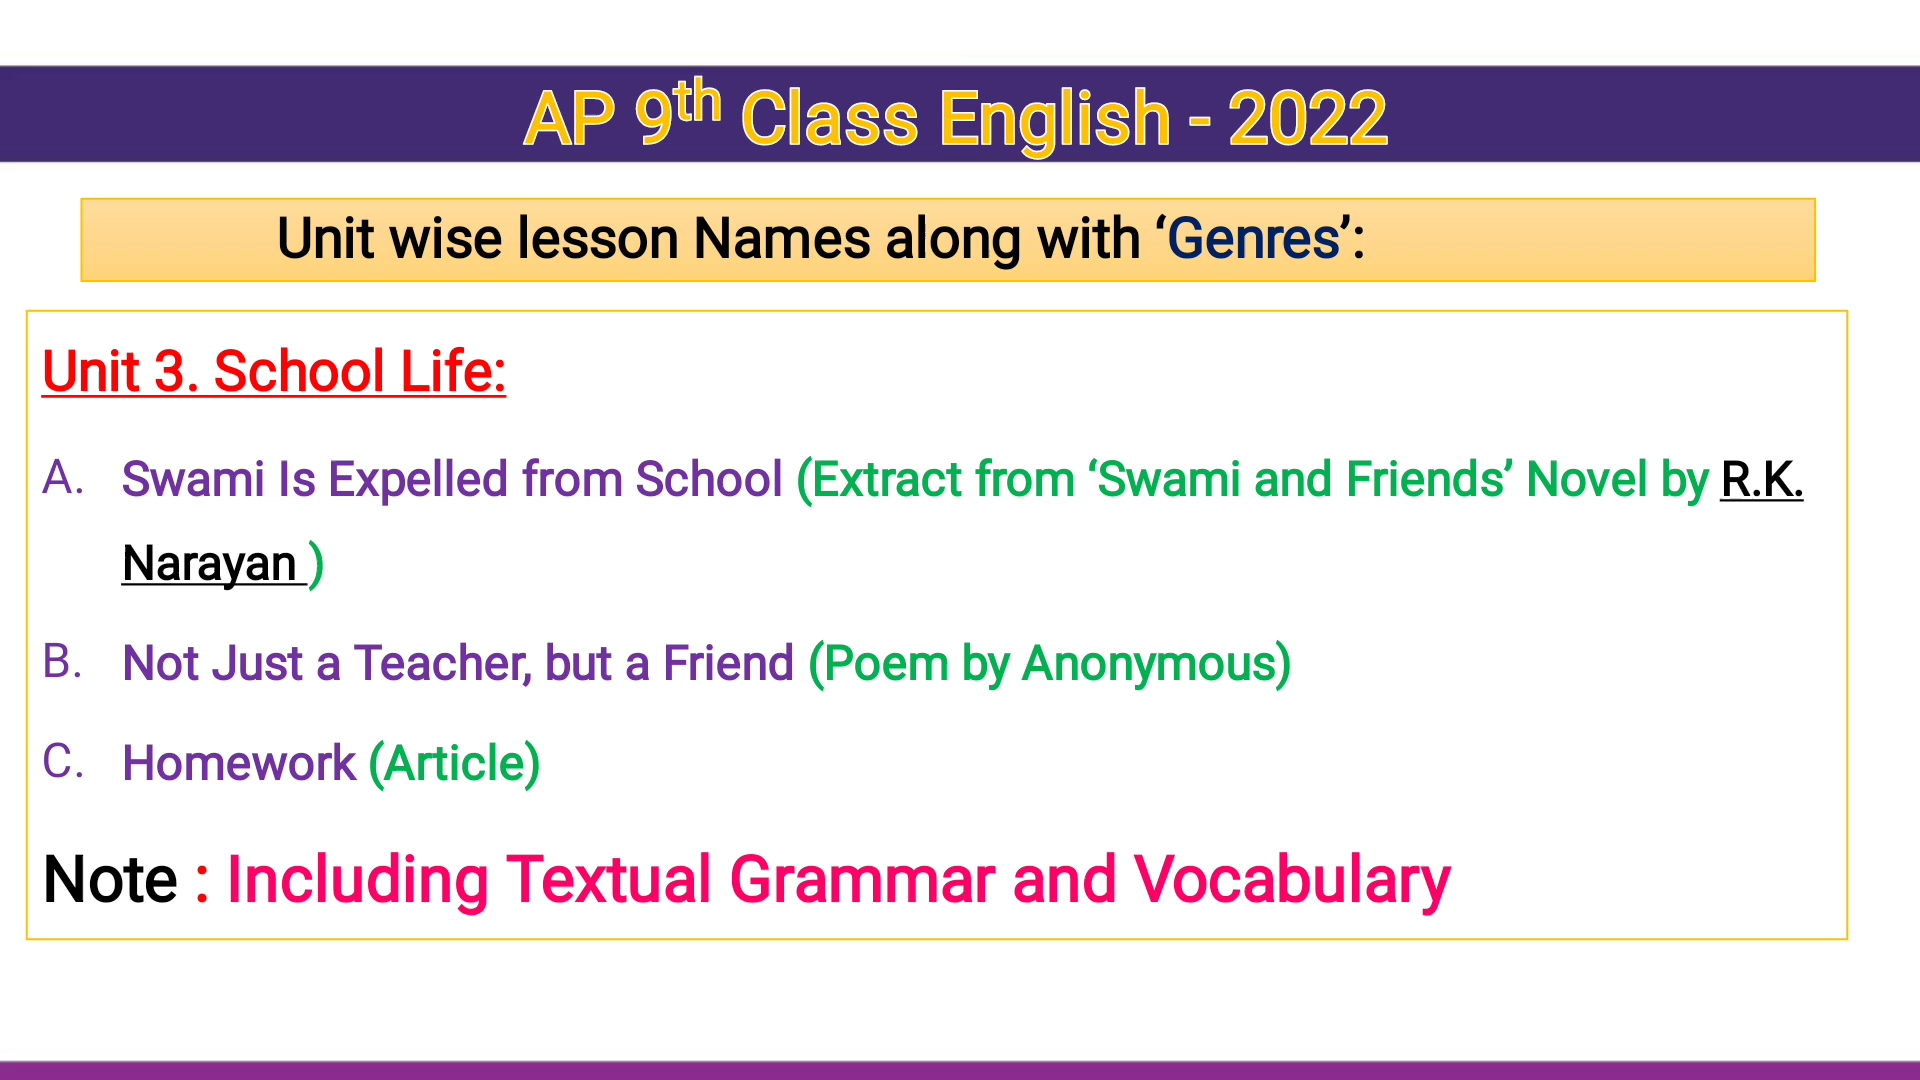 AP 9th Class English - 2022
Unit wise lesson Names along with ‘Genres’:
Unit 3. School Life:
A. Swami Is Expelled from School (Extract from ‘Swami and Friends’ Novel by R.K.
Narayan )
B. Not Just a Teacher, but a Friend (Poem by Anonymous)
C. Homework (Article)
Note : Including Textual Grammar and Vocabulary